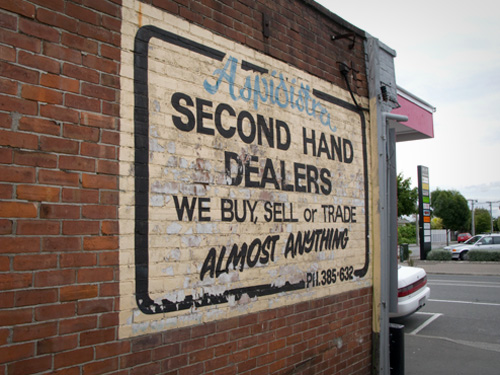 Aspidistra
SECOND HAND
DEALERS
WE BUY, SELL or TRADE
ALMOST ANYTHING
PH. 385-632